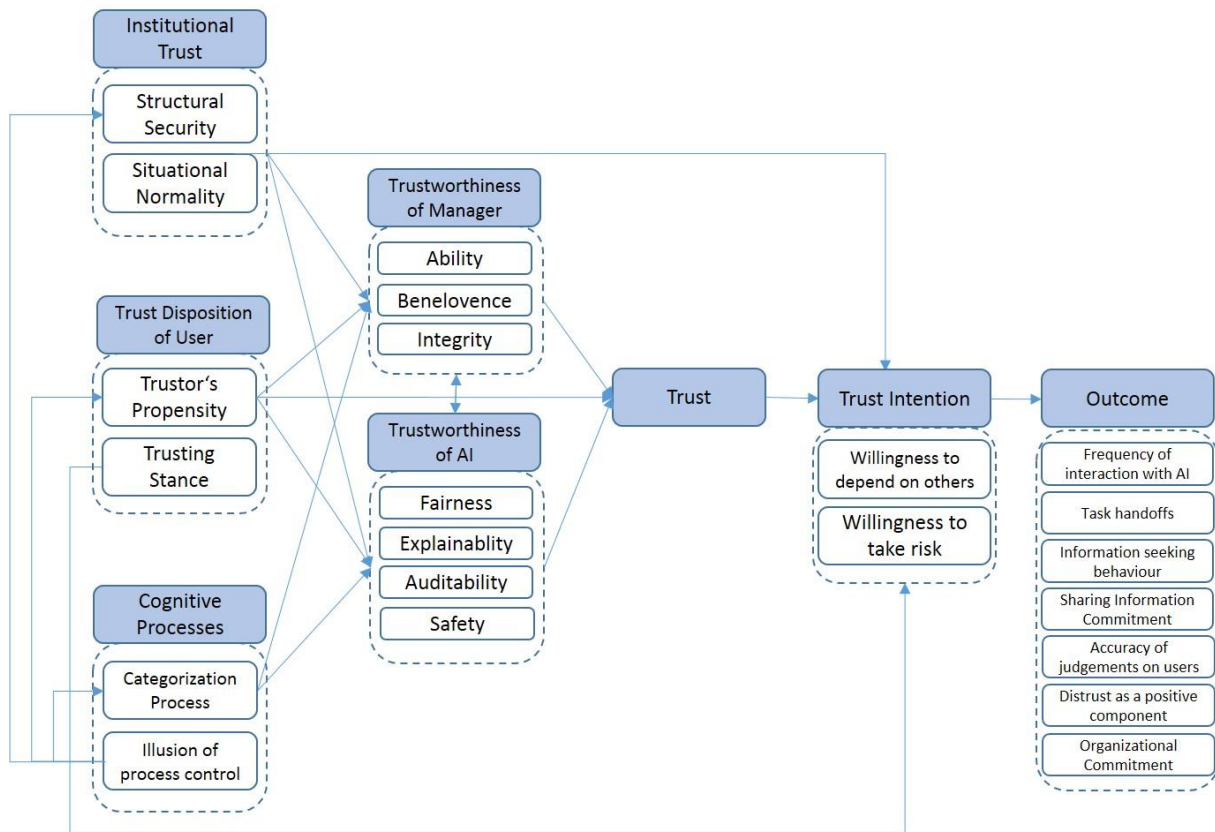 Institutional
Trust
Structural
Security
Situational
Normality
Trust Disposition
of User
Trustor‘s
Propensity
Trusting
Stance
Cognitive
Processes
Categorization
Process
Illusion of
process control
Trustworthiness
of Manager
Ability
Benelovence
Integrity
Trustworthiness
of AI
Fairness
Explainablity
Auditability
Safety
Trust
Trust Intention
Willingness to
depend on others
Willingness to
take risk
Outcome
Frequency of
interaction with AI
Task handoffs
Information seeking
behaviour
Sharing Information
Commitment
Accuracy of
judgements on users
Distrust as a positive
component
Organizational
Commitment